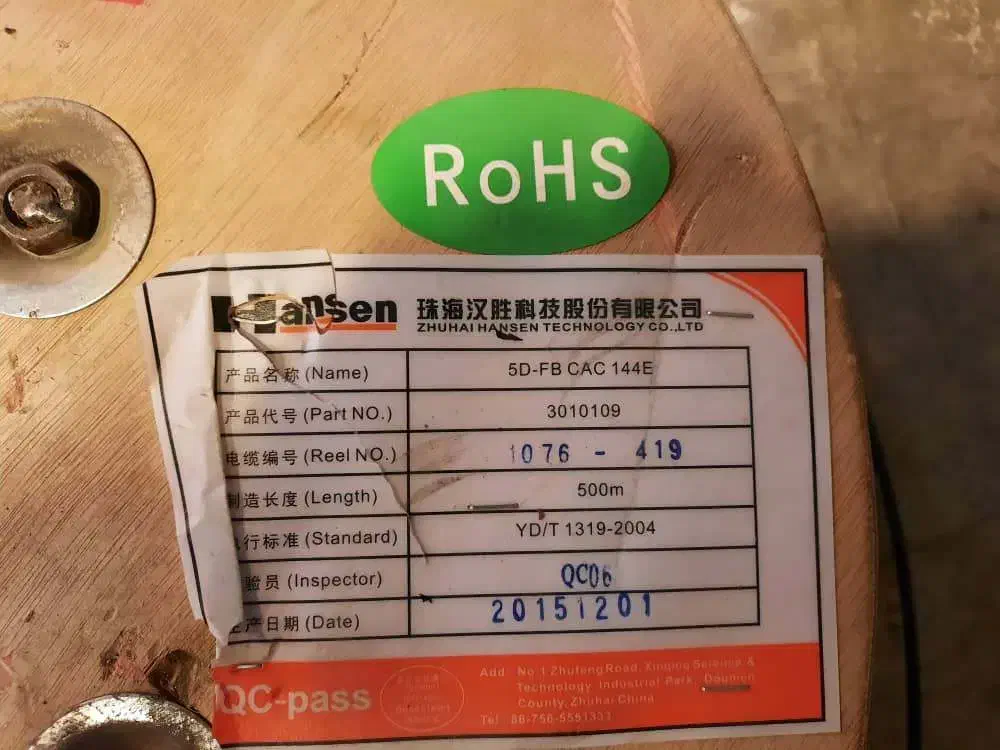 RoHS
Hansen 珠海汉胜科技股份有限公司
ZHUHAI HANSEN TECHNOLOGY CO.,LTD
产品名称 (Name) 5D-FB CAC 144E
产品代号 (Part NO.) 3010109
电缆编号 (Reel NO.) 1076 - 419
制造长度 (Length) 500m
行标准 (Standard) YD/T 1319-2004
验员 (Inspector) QC06
生产日期 (Date) 20151201
QC-pass
Add: No.1 Zhufeng Road, Xinqing Science &
Technology Industrial Park, Doumen
County, Zhuhai·China
Tel: 86-756-5591333